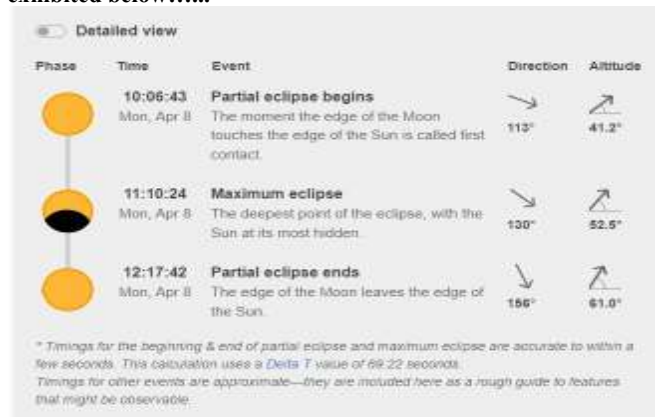 exhibited below…....
Detailed view
Phase Time Event Direction Altitude
10:06:43 Partial eclipse begins
Mon, Apr 8 The moment the edge of the Moon
touches the edge of the Sun is called first
contact.
113° 41.2°
11:10:24 Maximum eclipse
Mon, Apr 8 The deepest point of the eclipse, with the
Sun at its most hidden.
130° 52.5°
12:17:42 Partial eclipse ends
Mon, Apr 8 The edge of the Moon leaves the edge of
the Sun.
156° 61.0°
* Timings for the beginning & end of partial eclipse and maximum eclipse are accurate to within a
few seconds. This calculation uses a Delta T value of 69.22 seconds.
Timings for other events are approximate—they are included here as a rough guide to features
that might be observable.